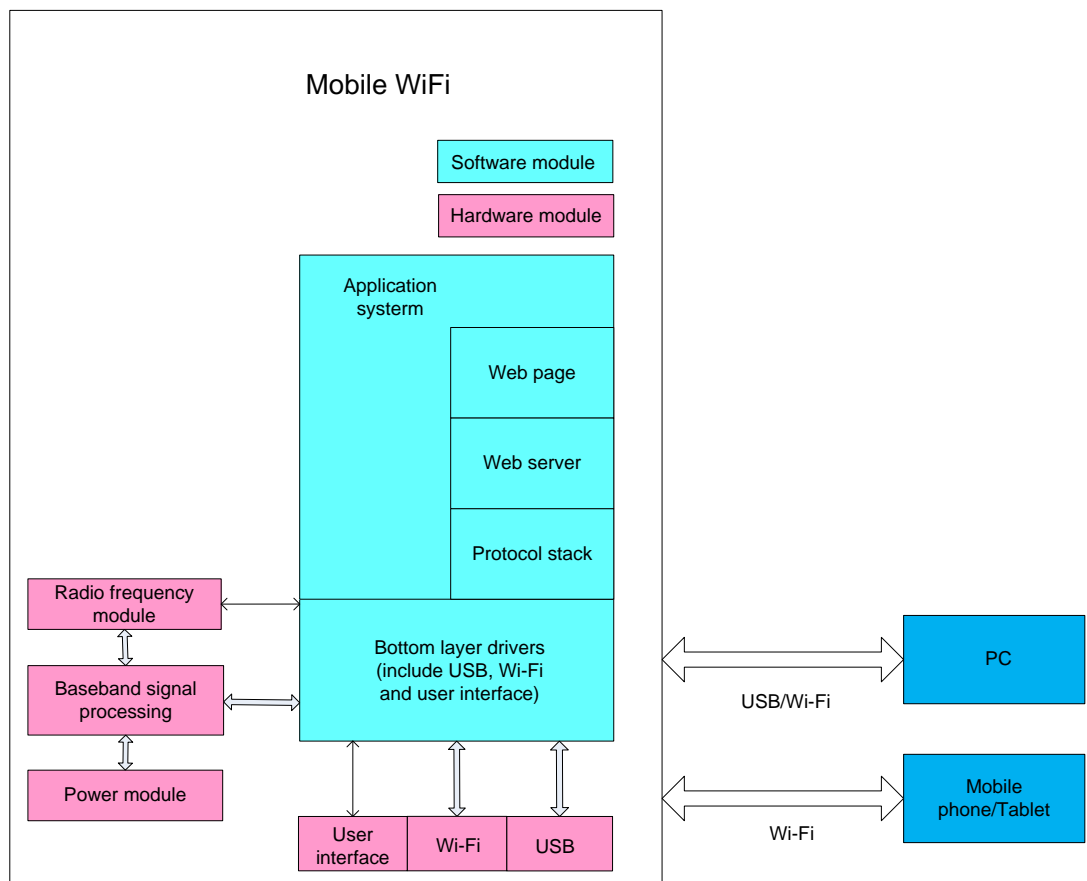 Mobile WiFi
Software module
Hardware module
Application
systerm
Web page
Web server
Protocol stack
Radio frequency
module
Bottom layer drivers
(include USB, Wi-Fi
and user interface)
Baseband signal
processing
Power module
User
interface
Wi-Fi
USB
PC
USB/Wi-Fi
Mobile
phone/Tablet
Wi-Fi